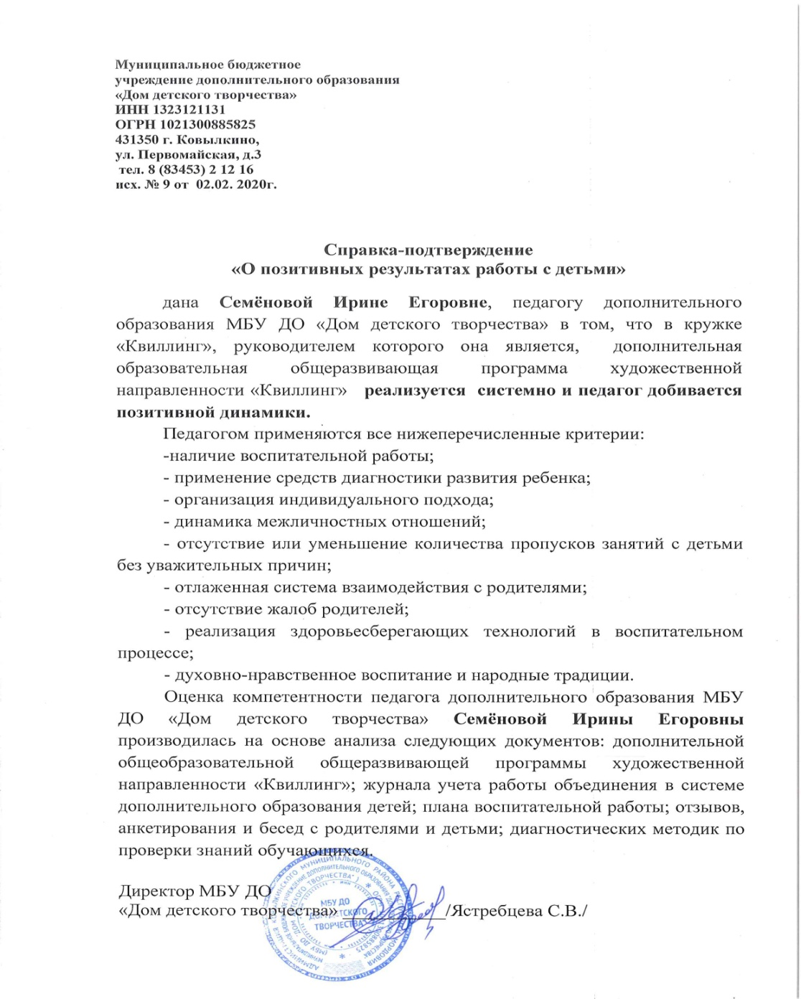 Муниципальное бюджетное
учреждение дополнительного образования
«Дом детского творчества»
ИНН 1323121131
ОГРН 1021300885825
431350 г. Ковылкино,
ул. Первомайская, д.3
тел. 8 (83453) 2 12 16
исх. № 9 от 02.02. 2020г.
Справка-подтверждение
«О позитивных результатах работы с детьми»
дана Семёновой Ирине Егоровне, педагогу дополнительного
образования МБУ ДО «Дом детского творчества» в том, что в кружке
«Квиллинг», руководителем которого она является, дополнительная
образовательная общеразвивающая программа художественной
направленности «Квиллинг» реализуется системно и педагог добивается
позитивной динамики.
Педагогом применяются все нижеперечисленные критерии:
-наличие воспитательной работы;
- применение средств диагностики развития ребенка;
- организация индивидуального подхода;
- динамика межличностных отношений;
- отсутствие или уменьшение количества пропусков занятий с детьми
без уважительных причин;
- отлаженная система взаимодействия с родителями;
- отсутствие жалоб родителей;
- реализация здоровьесберегающих технологий в воспитательном
процессе;
- духовно-нравственное воспитание и народные традиции.
Оценка компетентности педагога дополнительного образования МБУ
ДО «Дом детского творчества» Семёновой Ирины Егоровны
производилась на основе анализа следующих документов: дополнительной
общеобразовательной общеразвивающей программы художественной
направленности «Квиллинг»; журнала учета работы объединения в системе
дополнительного образования детей; плана воспитательной работы; отзывов,
анкетирования и бесед с родителями и детьми; диагностических методик по
проверки знаний обучающихся.
Директор МБУ ДО
«Дом детского творчества» ____________/Ястребцева С.В./
МБУ ДО
ДОМ ДЕТСКОГО
ТВОРЧЕСТВА"